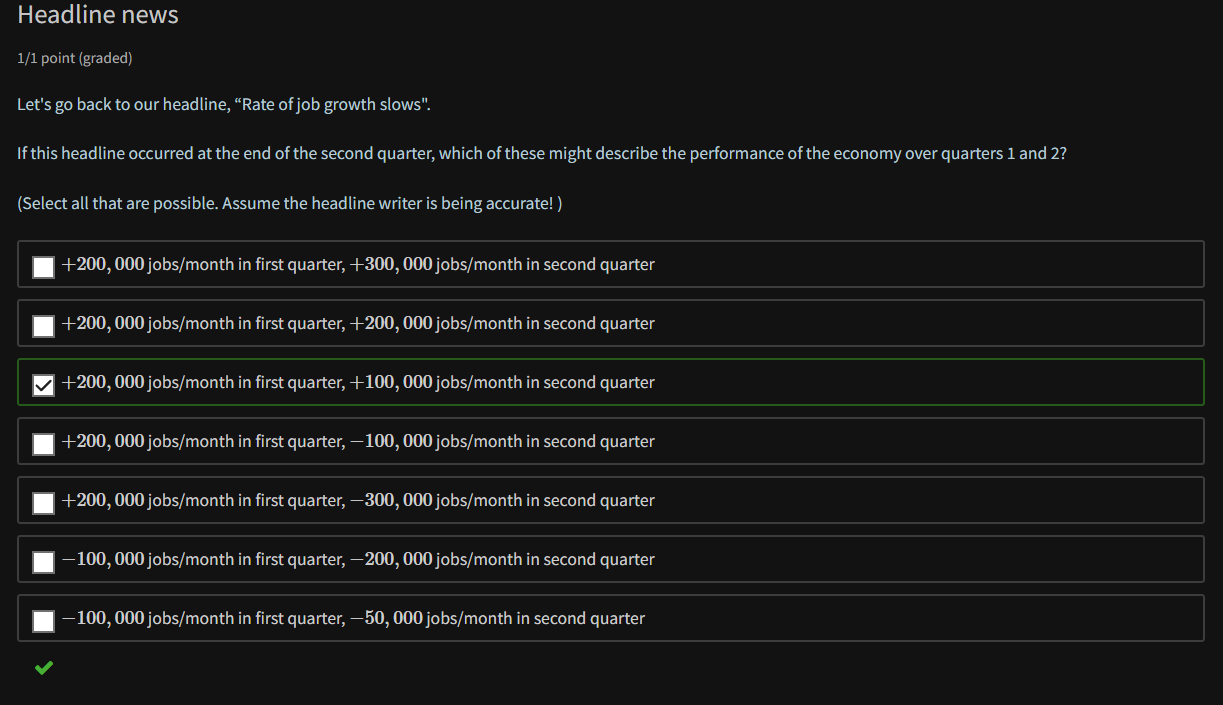 Headline news
1/1 point (graded)
Let's go back to our headline, “Rate of job growth slows".
If this headline occurred at the end of the second quarter, which of these might describe the performance of the economy over quarters 1 and 2?
(Select all that are possible. Assume the headline writer is being accurate! )
+200, 000 jobs/month in first quarter, +300, 000 jobs/month in second quarter
+200, 000 jobs/month in first quarter, +200, 000 jobs/month in second quarter
+200, 000 jobs/month in first quarter, +100, 000 jobs/month in second quarter
+200, 000 jobs/month in first quarter, −100, 000 jobs/month in second quarter
+200, 000 jobs/month in first quarter, −300, 000 jobs/month in second quarter
−100, 000 jobs/month in first quarter, −200, 000 jobs/month in second quarter
−100, 000 jobs/month in first quarter, −50, 000 jobs/month in second quarter